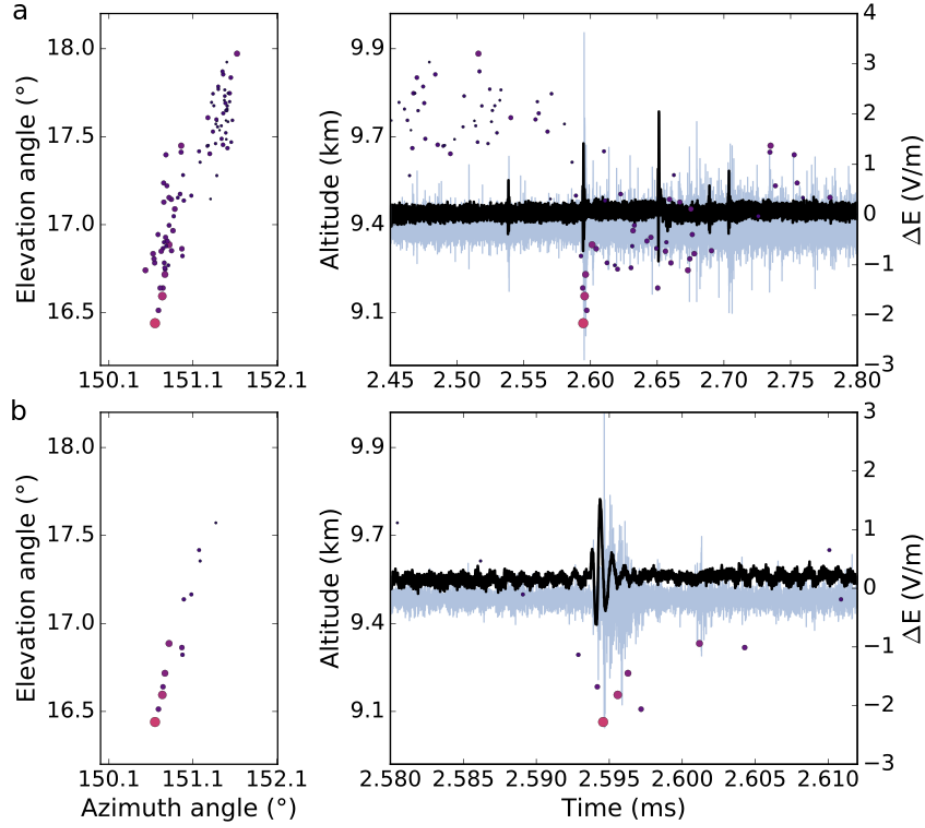 a
Elevation angle (°)
18.0
17.5
17.0
16.5
150.1 151.1 152.1
Altitude (km)
9.9
9.7
9.4
9.1
2.45 2.50 2.55 2.60 2.65 2.70 2.75 2.80
4
3
2
1
0
−1
−2
−3
ΔE (V/m)
b
Elevation angle (°)
18.0
17.5
17.0
16.5
150.1 151.1 152.1
Azimuth angle (°)
Altitude (km)
9.9
9.7
9.4
9.1
2.580 2.585 2.590 2.595 2.600 2.605 2.610
Time (ms)
3
2
1
0
−1
−2
−3
ΔE (V/m)